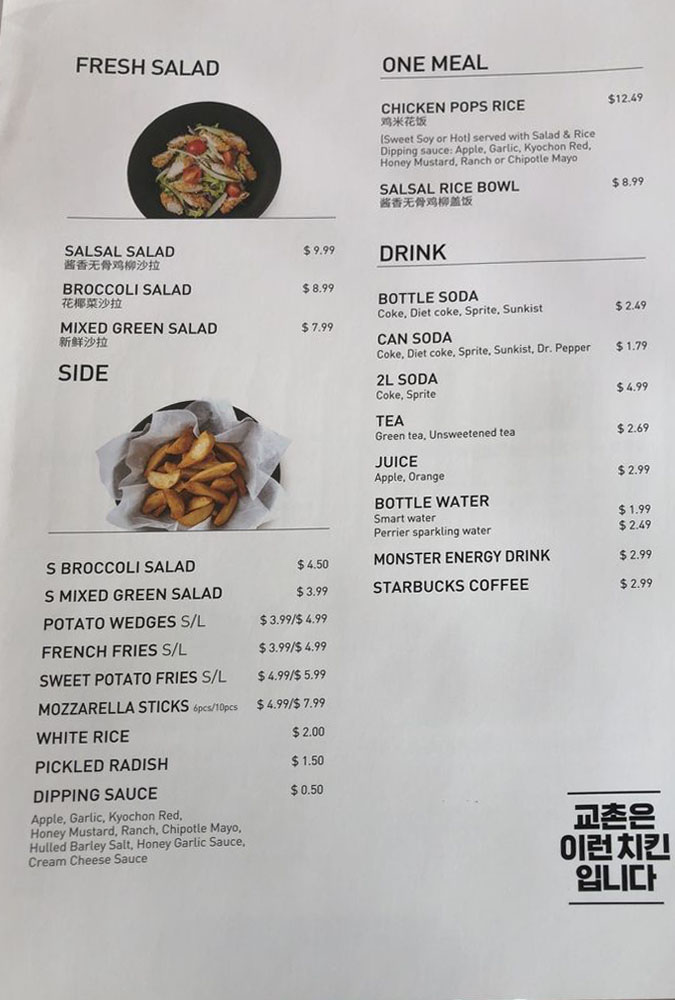 FRESH SALAD
SALSAL SALAD $ 9.99
酱香无骨鸡柳沙拉
BROCCOLI SALAD $ 8.99
花椰菜沙拉
MIXED GREEN SALAD $ 7.99
新鲜沙拉
SIDE
S BROCCOLI SALAD $ 4.50
S MIXED GREEN SALAD $ 3.99
POTATO WEDGES S/L $ 3.99/$ 4.99
FRENCH FRIES S/L $ 3.99/$ 4.99
SWEET POTATO FRIES S/L $ 4.99/$ 5.99
MOZZARELLA STICKS 6pcs/10pcs $ 4.99/$ 7.99
WHITE RICE $ 2.00
PICKLED RADISH $ 1.50
DIPPING SAUCE $ 0.50
Apple, Garlic, Kyochon Red,
Honey Mustard, Ranch, Chipotle Mayo,
Hulled Barley Salt, Honey Garlic Sauce,
Cream Cheese Sauce
ONE MEAL
CHICKEN POPS RICE $12.49
鸡米花饭
(Sweet Soy or Hot) served with Salad & Rice
Dipping sauce: Apple, Garlic, Kyochon Red,
Honey Mustard, Ranch or Chipotle Mayo
SALSAL RICE BOWL $ 8.99
酱香无骨鸡柳盖饭
DRINK
BOTTLE SODA $ 2.49
Coke, Diet coke, Sprite, Sunkist
CAN SODA $ 1.79
Coke, Diet coke, Sprite, Sunkist, Dr. Pepper
2L SODA $ 4.99
Coke, Sprite
TEA $ 2.69
Green tea, Unsweetened tea
JUICE $ 2.99
Apple, Orange
BOTTLE WATER
Smart water $ 1.99
Perrier sparkling water $ 2.49
MONSTER ENERGY DRINK $ 2.99
STARBUCKS COFFEE $ 2.99
교촌은
이런 치킨
입니다